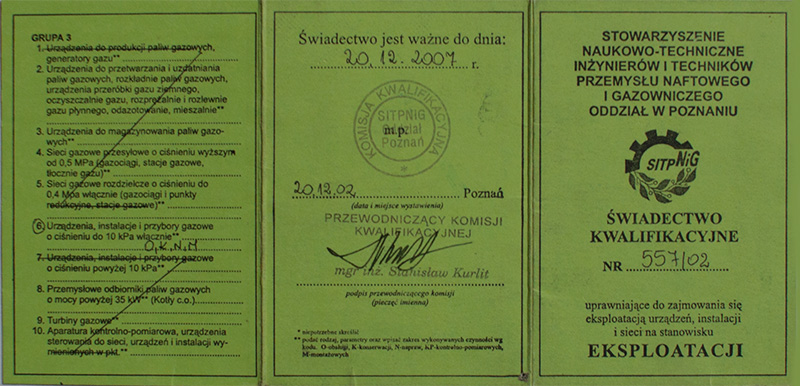 GRUPA 3
1. Urządzenia do produkcji paliw gazowych,
generatory gazu**
2. Urządzenia do przetwarzania i uzdatniania
paliw gazowych, rozkładnie paliw gazowych,
urządzenia przeróbki gazu ziemnego,
oczyszczalnie gazu, rozprężalnie i rozlewnie
gazu płynnego, odazotowanie, mieszalnie**
3. Urządzenia do magazynowania paliw gazo-
wych**
4. Sieci gazowe przesyłowe o ciśnieniu wyższym
od 0,5 MPa (gazociągi, stacje gazowe,
tłocznie gazu)**
5. Sieci gazowe rozdzielcze o ciśnieniu do
0,4 Mpa włącznie (gazociągi i punkty
redukcyjne, stacje gazowe)**
6. Urządzenia, instalacje i przybory gazowe
o ciśnieniu do 10 kPa włącznie**
O, K, N, M
7. Urządzenia, instalacje i przybory gazowe
o ciśnieniu powyżej 10 kPa**
8. Przemysłowe odbiorniki paliw gazowych
o mocy powyżej 35 kW** (Kotły c.o.)
9. Turbiny gazowe**
10. Aparatura kontrolno-pomiarowa, urządzenia
sterowania do sieci, urządzeń i instalacji wy-
mienionych w pkt.**
Świadectwo jest ważne do dnia:
20.12.2007 r.
KOMISJA KWALIFIKACYJNA
SITPNiG
Oddział
Poznań
m.p.
20.12.02 Poznań
(data i miejsce wystawienia)
PRZEWODNICZĄCY KOMISJI
KWALIFIKACYJNEJ
mgr inż. Stanisław Kurlit
podpis przewodniczącego komisji
(pieczęć imienna)
* niepotrzebne skreślić
** podać rodzaj, parametry oraz wpisać zakres wykonywanych czynności wg
kodu. O-obsługi, K-konserwacji, N-napraw, KP-kontrolno-pomiarowych,
M-montażowych
STOWARZYSZENIE
NAUKOWO-TECHNICZNE
INŻYNIERÓW I TECHNIKÓW
PRZEMYSŁU NAFTOWEGO
I GAZOWNICZEGO
ODDZIAŁ W POZNANIU
SITPNiG
ŚWIADECTWO
KWALIFIKACYJNE
NR 557/02
uprawniające do zajmowania się
eksploatacją urządzeń, instalacji
i sieci na stanowisku
EKSPLOATACJI